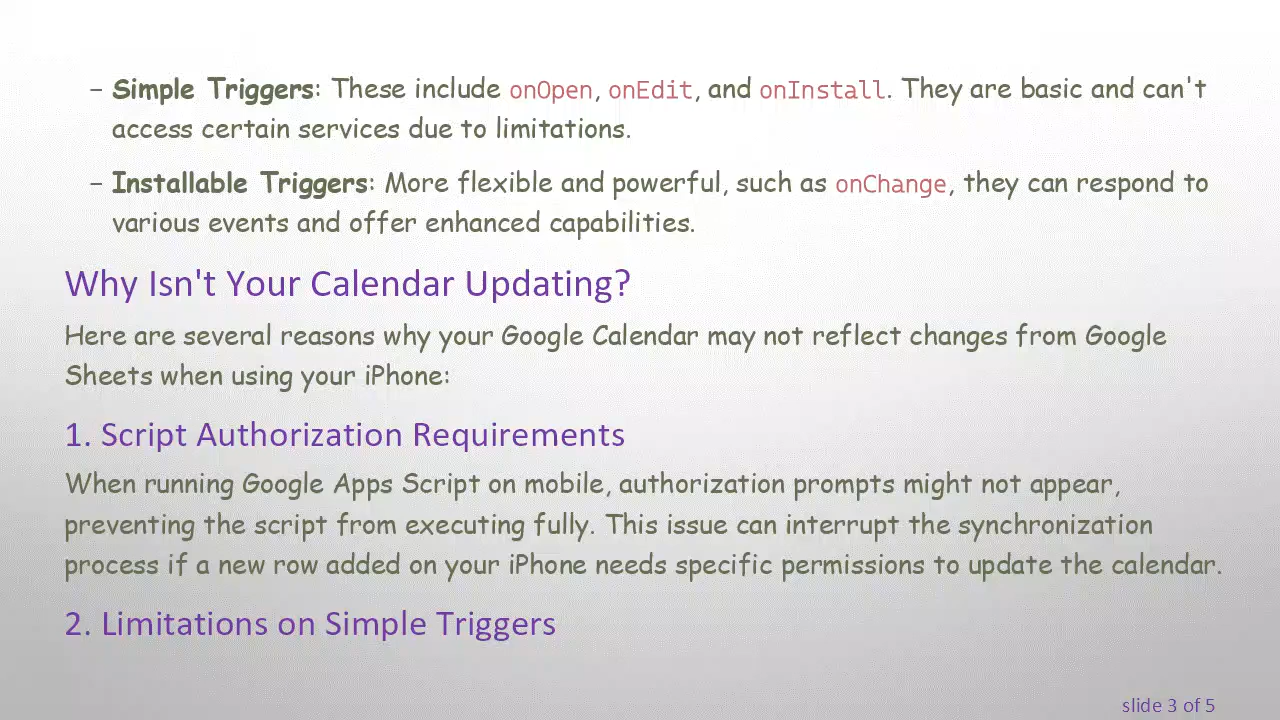 – Simple Triggers: These include onOpen, onEdit, and onInstall. They are basic and can't
access certain services due to limitations.
– Installable Triggers: More flexible and powerful, such as onChange, they can respond to
various events and offer enhanced capabilities.
Why Isn't Your Calendar Updating?
Here are several reasons why your Google Calendar may not reflect changes from Google
Sheets when using your iPhone:
1. Script Authorization Requirements
When running Google Apps Script on mobile, authorization prompts might not appear,
preventing the script from executing fully. This issue can interrupt the synchronization
process if a new row added on your iPhone needs specific permissions to update the calendar.
2. Limitations on Simple Triggers
slide 3 of 5